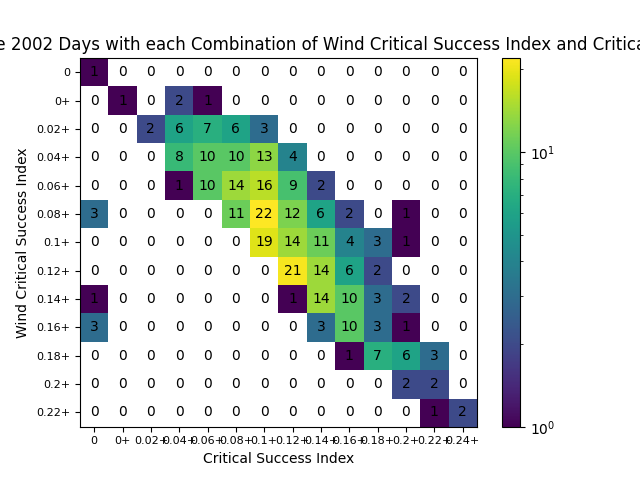 e 2002 Days with each Combination of Wind Critical Success Index and Critica
0 1 0 0 0 0 0 0 0 0 0 0 0 0 0
0+ 0 1 0 2 1 0 0 0 0 0 0 0 0 0
0.02+ 0 0 2 6 7 6 3 0 0 0 0 0 0 0
0.04+ 0 0 0 8 10 10 13 4 0 0 0 0 0 0
0.06+ 0 0 0 1 10 14 16 9 2 0 0 0 0 0
0.08+ 3 0 0 0 0 11 22 12 6 2 0 1 0 0
0.1+ 0 0 0 0 0 0 19 14 11 4 3 1 0 0
0.12+ 0 0 0 0 0 0 0 21 14 6 2 0 0 0
0.14+ 1 0 0 0 0 0 0 1 14 10 3 2 0 0
0.16+ 3 0 0 0 0 0 0 0 3 10 3 1 0 0
0.18+ 0 0 0 0 0 0 0 0 0 1 7 6 3 0
0.2+ 0 0 0 0 0 0 0 0 0 0 0 2 2 0
0.22+ 0 0 0 0 0 0 0 0 0 0 0 0 1 2
0 0+ 0.02+ 0.04+ 0.06+ 0.08+ 0.1+ 0.12+ 0.14+ 0.16+ 0.18+ 0.2+ 0.22+ 0.24+
Critical Success Index
Wind Critical Success Index
10^1
10^0